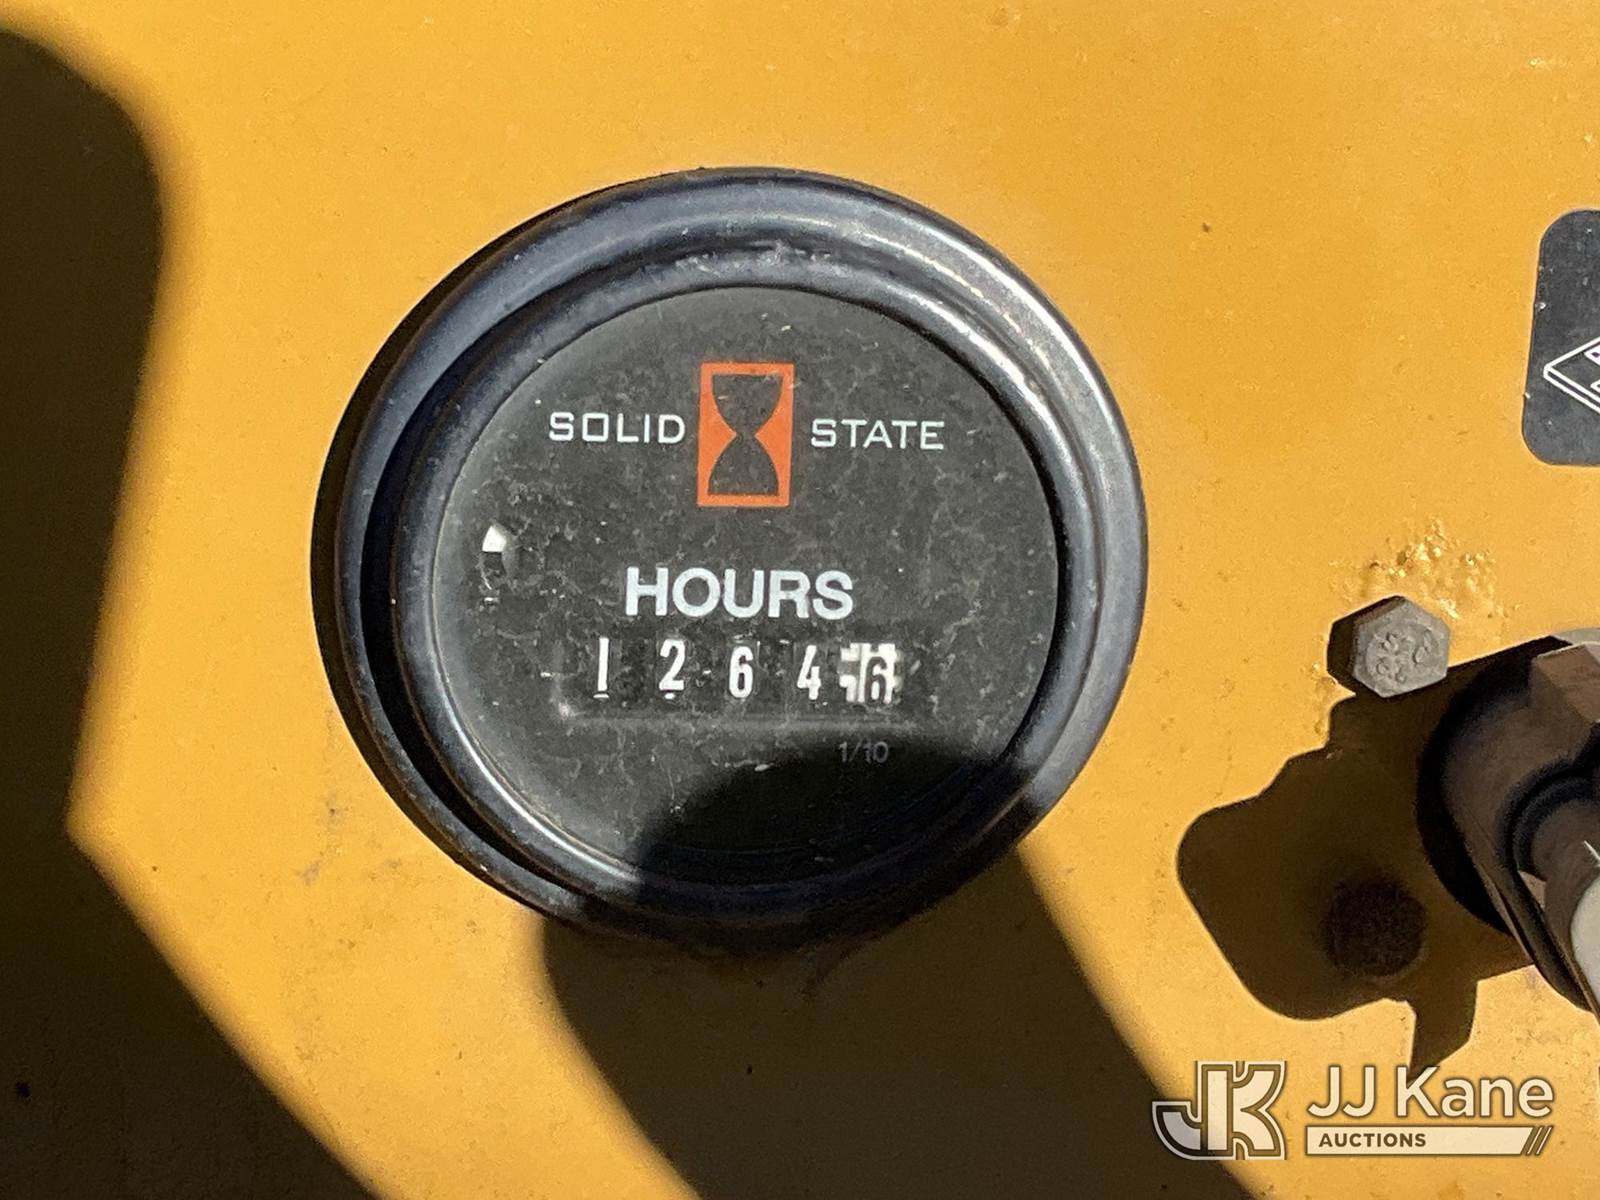 SOLID STATE
HOURS
1 2 6 4 6
1/10
JJ Kane
AUCTIONS